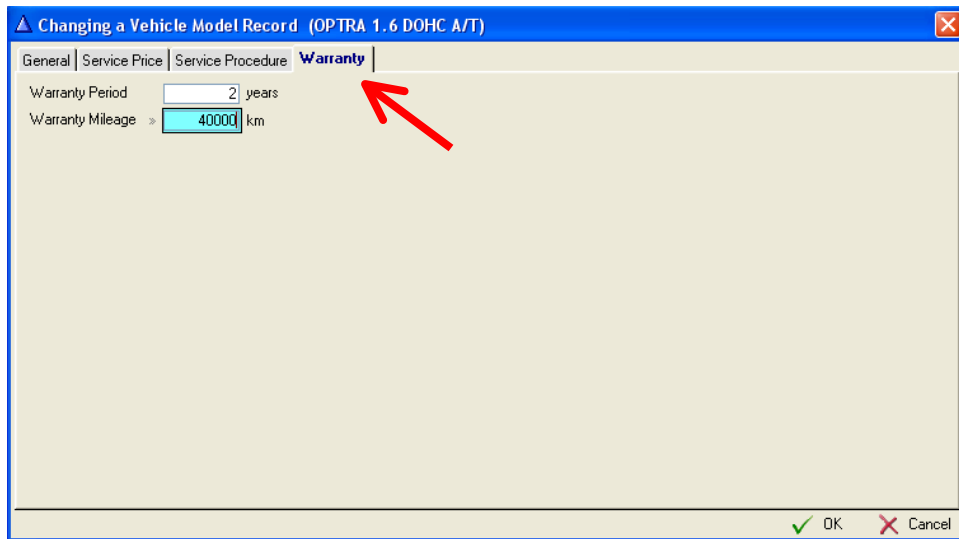 Changing a Vehicle Model Record (OPTRA 1.6 DOHC A/T)
General Service Price Service Procedure Warranty
Warranty Period 2 years
Warranty Mileage » 40000 km
OK Cancel